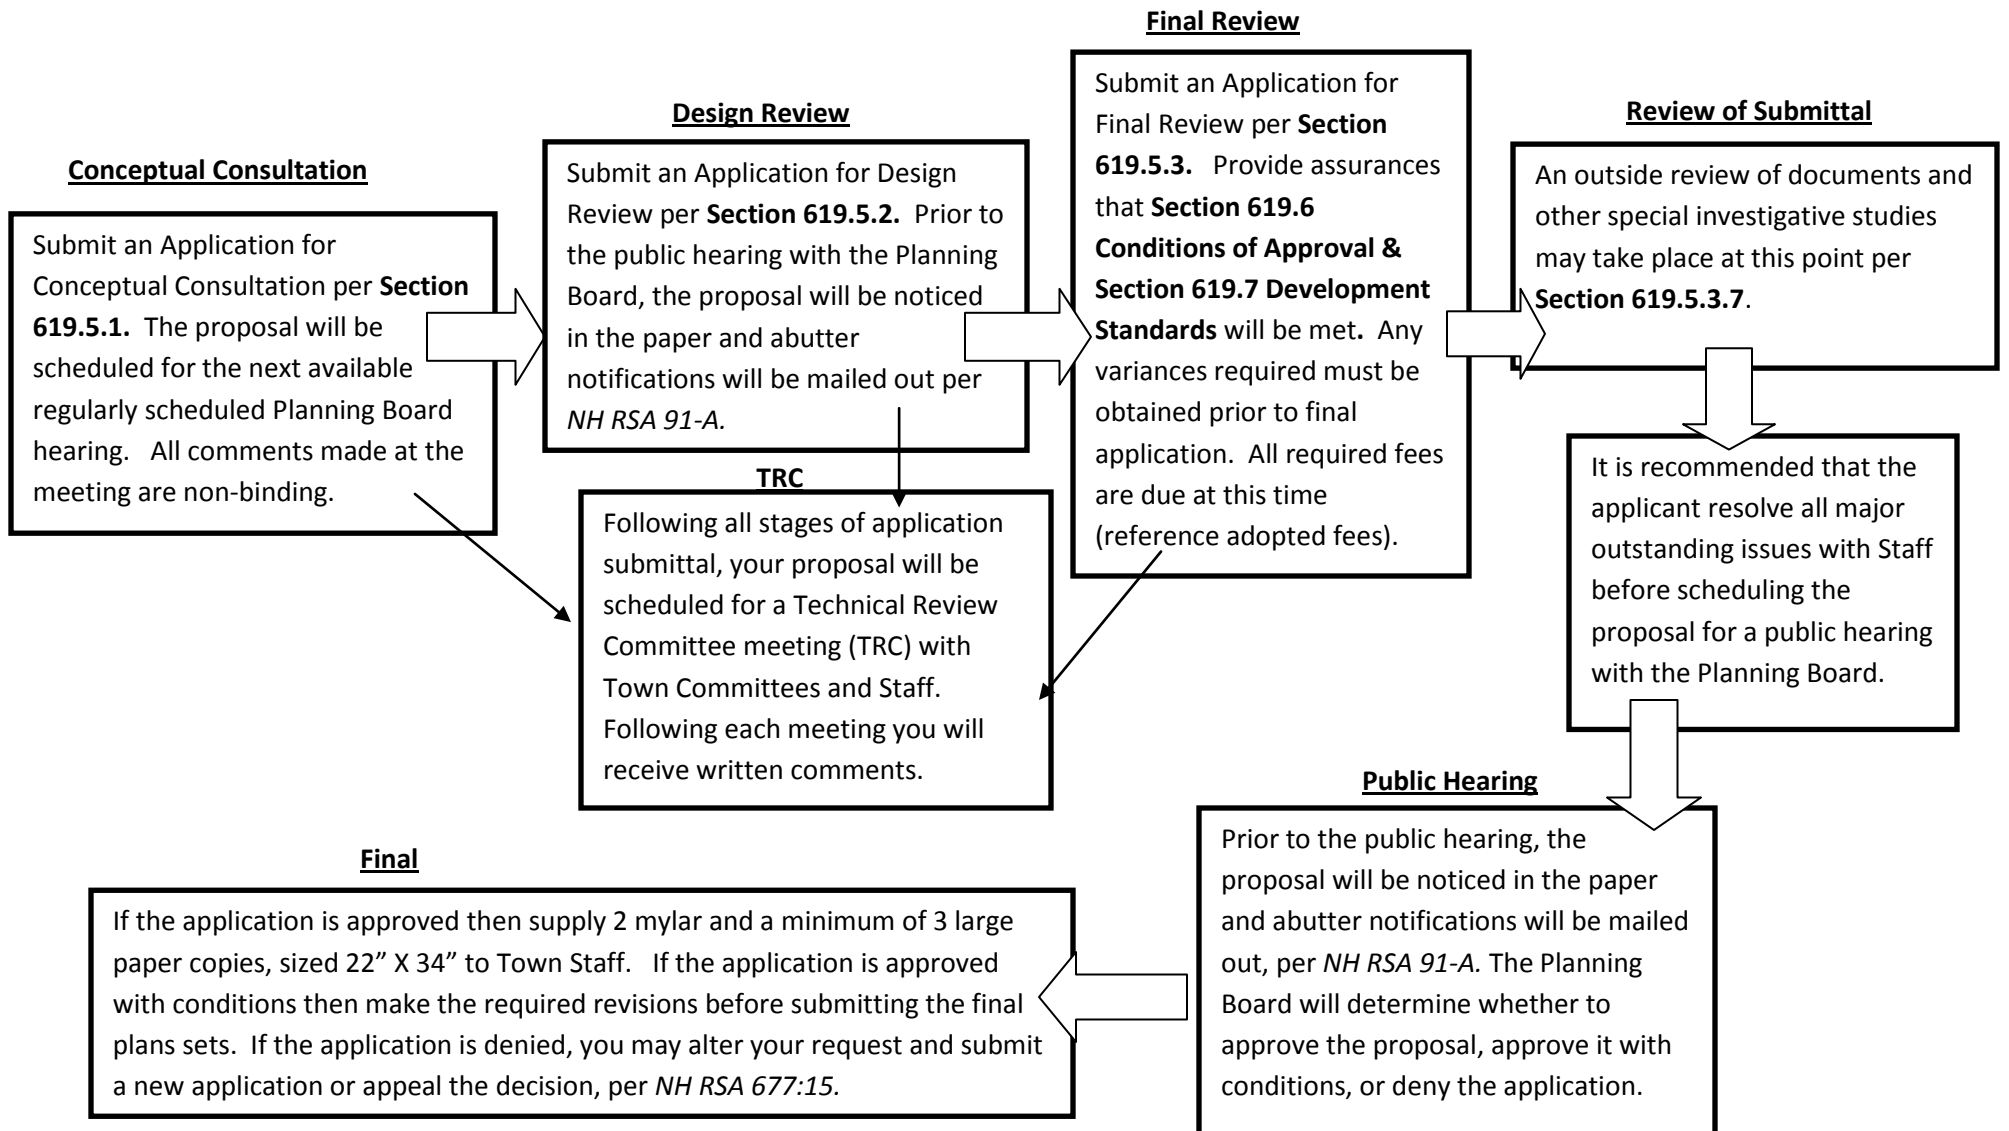 Conceptual Consultation
Submit an Application for
Conceptual Consultation per Section
619.5.1.  The proposal will be
scheduled for the next available
regularly scheduled Planning Board
hearing.   All comments made at the
meeting are non-binding.
Design Review
Submit an Application for Design
Review per Section 619.5.2.  Prior to
the public hearing with the Planning
Board, the proposal will be noticed
in the paper and abutter
notifications will be mailed out per
NH RSA 91-A.
TRC
Following all stages of application
submittal, your proposal will be
scheduled for a Technical Review
Committee meeting (TRC) with
Town Committees and Staff.
Following each meeting you will
receive written comments.
Final Review
Submit an Application for
Final Review per Section
619.5.3.   Provide assurances
that Section 619.6
Conditions of Approval &
Section 619.7 Development
Standards will be met.  Any
variances required must be
obtained prior to final
application.  All required fees
are due at this time
(reference adopted fees).
Review of Submittal
An outside review of documents and
other special investigative studies
may take place at this point per
Section 619.5.3.7.
It is recommended that the
applicant resolve all major
outstanding issues with Staff
before scheduling the
proposal for a public hearing
with the Planning Board.
Public Hearing
Prior to the public hearing, the
proposal will be noticed in the paper
and abutter notifications will be mailed
out, per NH RSA 91-A. The Planning
Board will determine whether to
approve the proposal, approve it with
conditions, or deny the application.
Final
If the application is approved then supply 2 mylar and a minimum of 3 large
paper copies, sized 22” X 34” to Town Staff.   If the application is approved
with conditions then make the required revisions before submitting the final
plans sets.  If the application is denied, you may alter your request and submit
a new application or appeal the decision, per NH RSA 677:15.